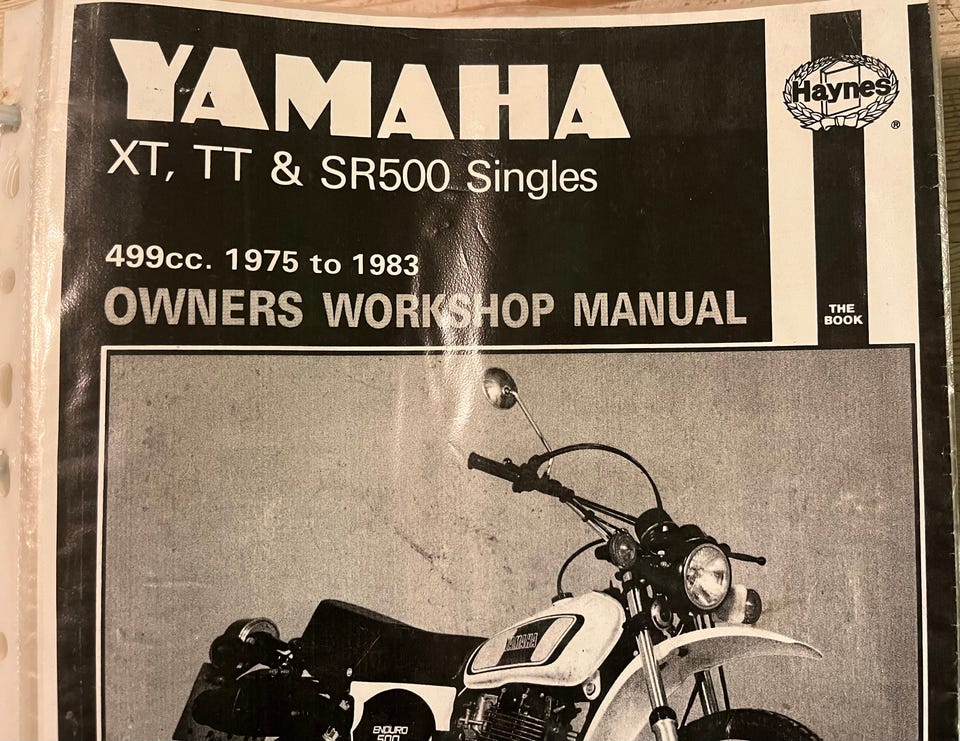 YAMAHA
Haynes
®
XT, TT & SR500 Singles
499cc. 1975 to 1983
OWNERS WORKSHOP MANUAL
THE
BOOK
YAMAHA
ENDURO
500